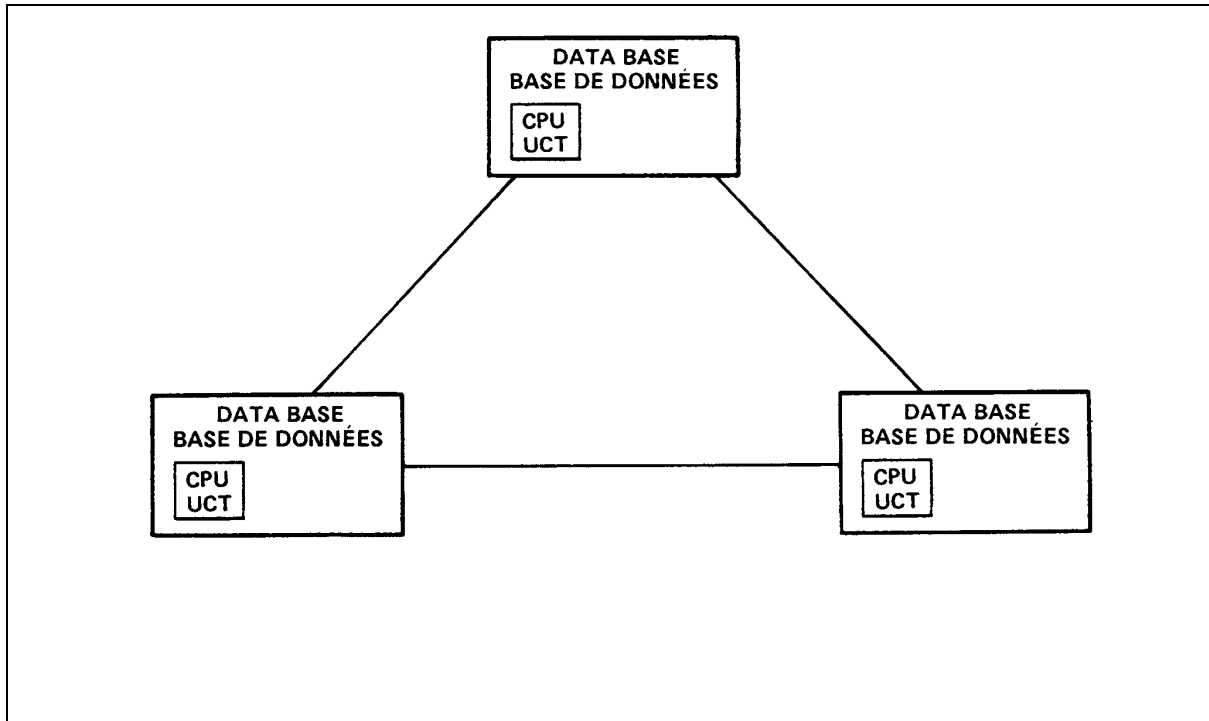 DATA BASE
BASE DE DONNÉES
CPU
UCT
DATA BASE
BASE DE DONNÉES
CPU
UCT
DATA BASE
BASE DE DONNÉES
CPU
UCT